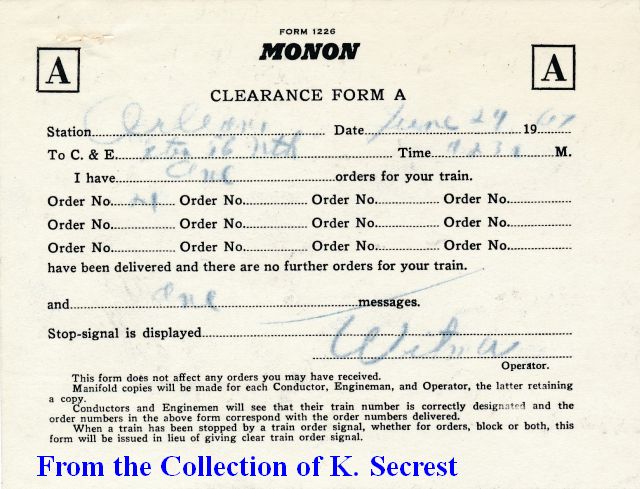 FORM 1226
MONON
A
A
CLEARANCE FORM A
Station Orleans Date June 29 19 61
To C. & E. No 16 Nth Time M.
I have One orders for your train.
Order No. 21 Order No. Order No. Order No.
Order No. Order No. Order No. Order No.
Order No. Order No. Order No. Order No.
have been delivered and there are no further orders for your train.
and One messages.
Stop-signal is displayed
Operator.
This form does not affect any orders you may have received.
Manifold copies will be made for each Conductor, Engineman, and Operator, the latter retaining
a copy.
Conductors and Enginemen will see that their train number is correctly designated and the
order numbers in the above form correspond with the order numbers delivered.
When a train has been stopped by a train order signal, whether for orders, block or both, this
form will be issued in lieu of giving clear train order signal.
From the Collection of K. Secrest